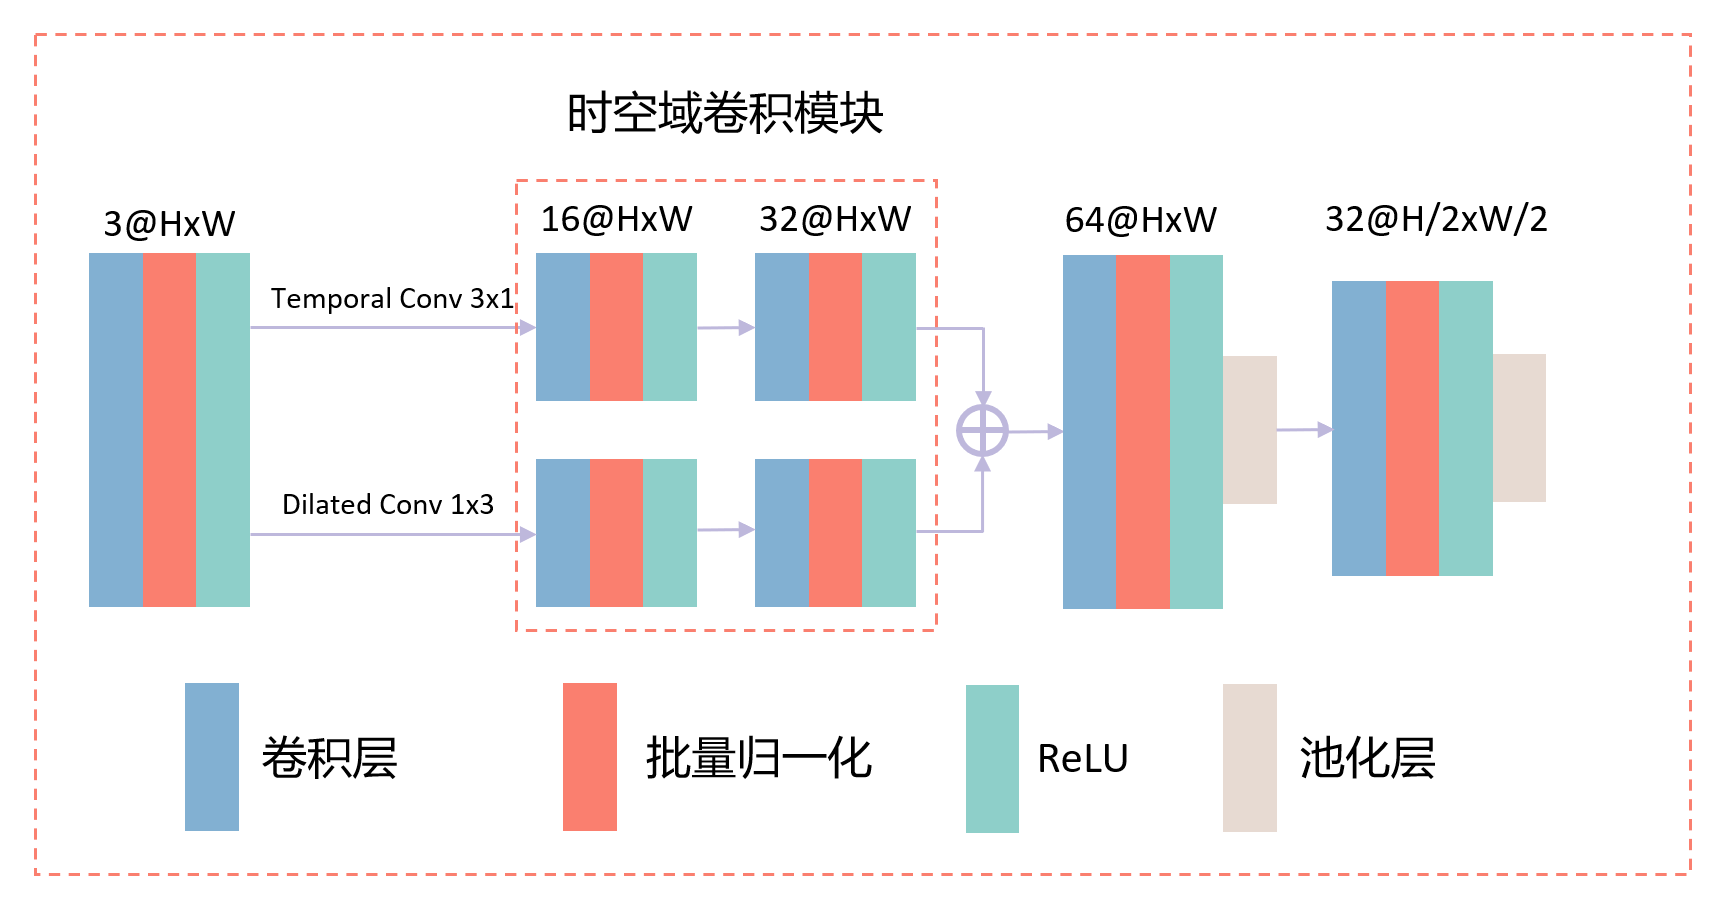 时空域卷积模块
3@HxW
16@HxW
32@HxW
64@HxW
32@H/2xW/2
Temporal Conv 3x1
Dilated Conv 1x3
卷积层
批量归一化
ReLU
池化层